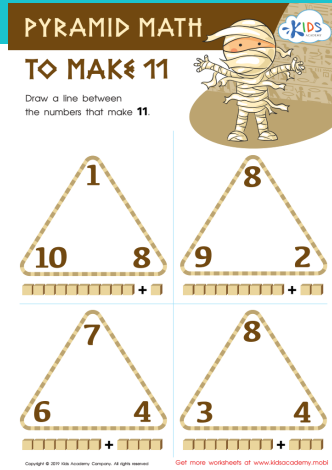 PYRAMID MATH
KIDS
ACADEMY
TO MAKE 11
Draw a line between
the numbers that make 11.
1
10 8
+
8
9 2
+
7
6 4
+
8
3 4
+
Copyright © 2019 Kids Academy Company. All rights reserved
Get more worksheets at www.kidsacademy.mobi